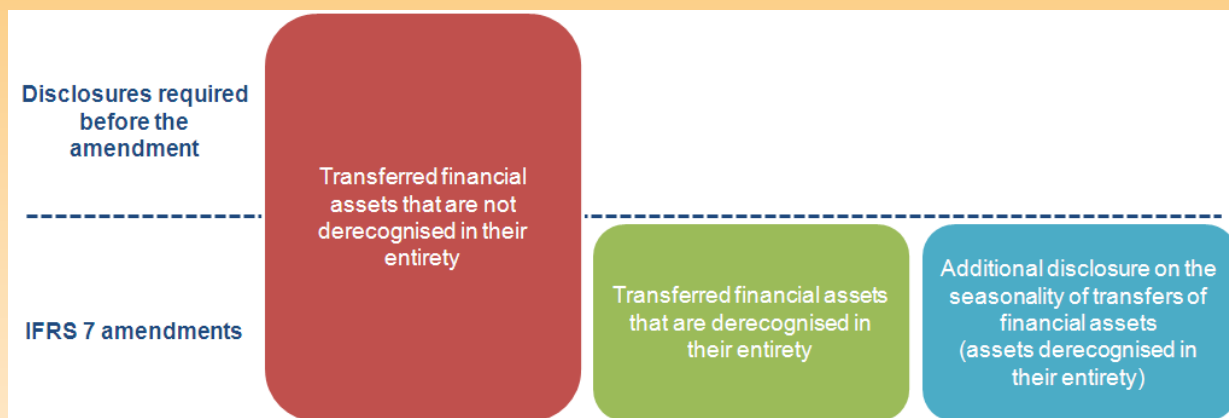 Disclosures required
before the
amendment
Transferred financial
assets that are not
derecognised in their
entirety
IFRS 7 amendments
Transferred financial assets
that are derecognised in
their entirety
Additional disclosure on the
seasonality of transfers of
financial assets
(assets derecognised in
their entirety)